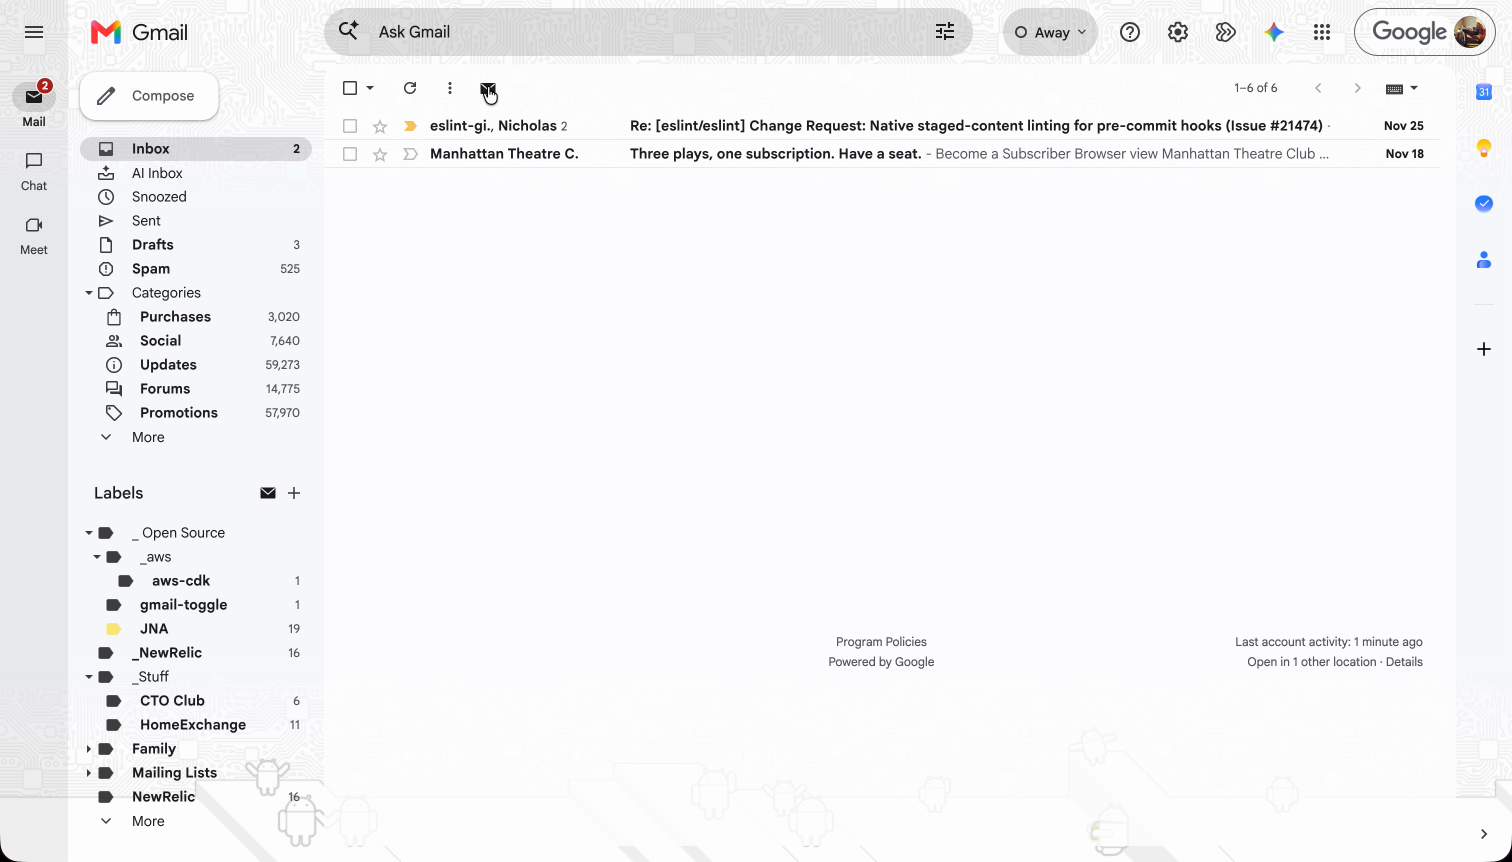 Gmail
Ask Gmail
Away
Google
2
Mail
Chat
Meet
Compose
Inbox 2
AI Inbox
Snoozed
Sent
Drafts 3
Spam 525
Categories
Purchases 3,020
Social 7,640
Updates 59,273
Forums 14,775
Promotions 57,970
More
Labels
_ Open Source
_aws
aws-cdk 1
gmail-toggle 1
JNA 19
_NewRelic 16
_Stuff
CTO Club 6
HomeExchange 11
Family
Mailing Lists
NewRelic 16
More
1–6 of 6
eslint-gi., Nicholas 2 Re: [eslint/eslint] Change Request: Native staged-content linting for pre-commit hooks (Issue #21474) · Nov 25
Manhattan Theatre C. Three plays, one subscription. Have a seat. - Become a Subscriber Browser view Manhattan Theatre Club ... Nov 18
Program Policies
Powered by Google
Last account activity: 1 minute ago
Open in 1 other location · Details
31